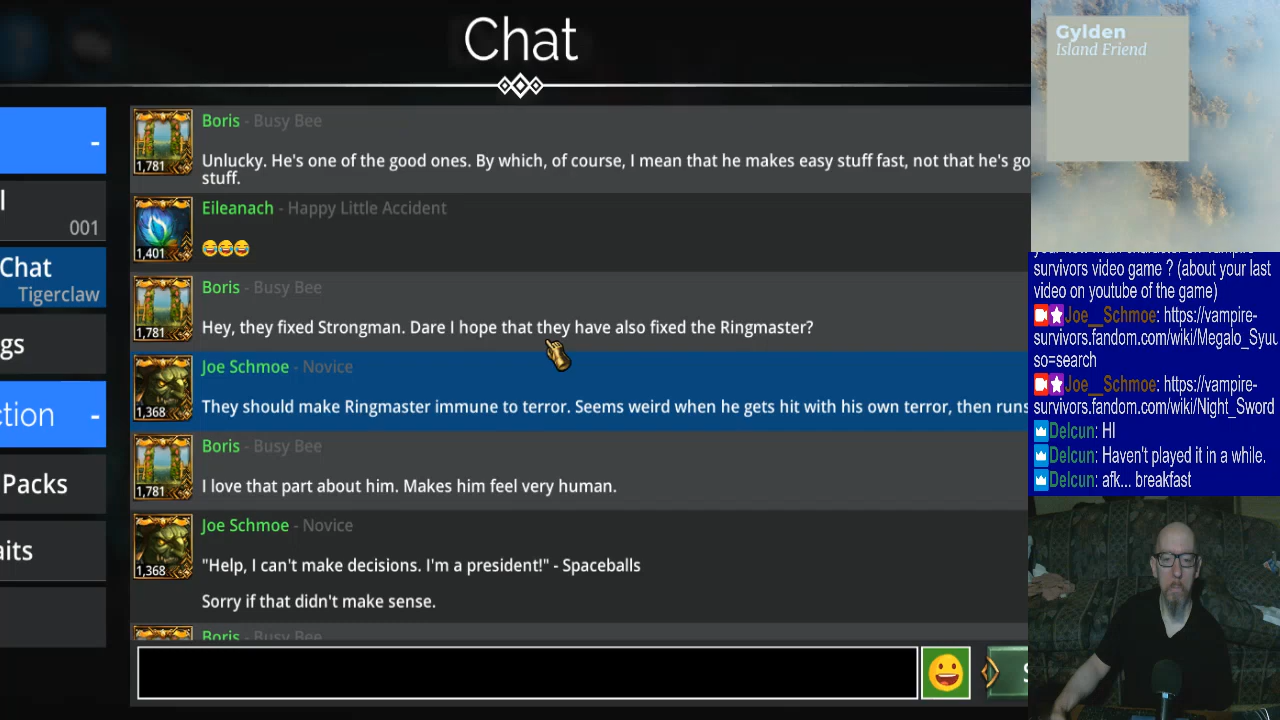 Chat
-
001
Chat
Tigerclaw
gs
ction -
Packs
aits
Boris - Busy Bee
1,781
Unlucky. He's one of the good ones. By which, of course, I mean that he makes easy stuff fast, not that he's go
stuff.
Eileanach - Happy Little Accident
1,401
😂😂😂
Boris - Busy Bee
1,781
Hey, they fixed Strongman. Dare I hope that they have also fixed the Ringmaster?
Joe Schmoe - Novice
1,368
They should make Ringmaster immune to terror. Seems weird when he gets hit with his own terror, then runs
Boris - Busy Bee
1,781
I love that part about him. Makes him feel very human.
Joe Schmoe - Novice
1,368
"Help, I can't make decisions. I'm a president!" - Spaceballs
Sorry if that didn't make sense.
Boris - Busy Bee
Gylden
Island Friend
survivors video game ? (about your last
video on youtube of the game)
Joe__Schmoe: https://vampire-
survivors.fandom.com/wiki/Megalo_Syuu
so=search
Joe__Schmoe: https://vampire-
survivors.fandom.com/wiki/Night_Sword
Delcun: HI
Delcun: Haven't played it in a while.
Delcun: afk... breakfast